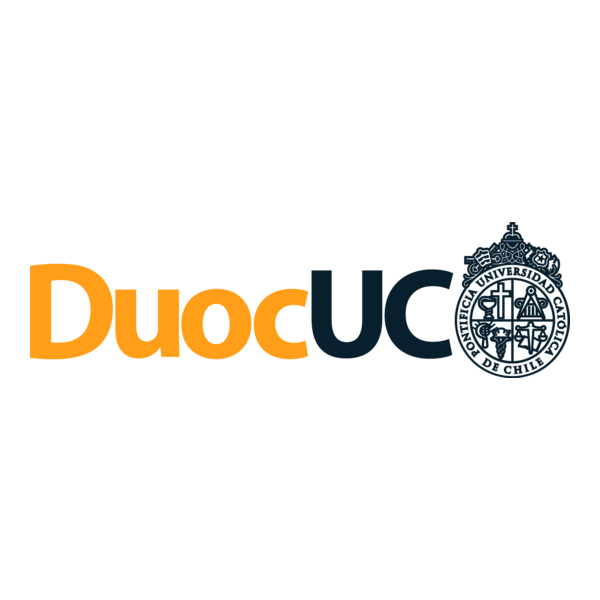 DuocUC
PONTIFICIA UNIVERSIDAD CATÓLICA
DE CHILE